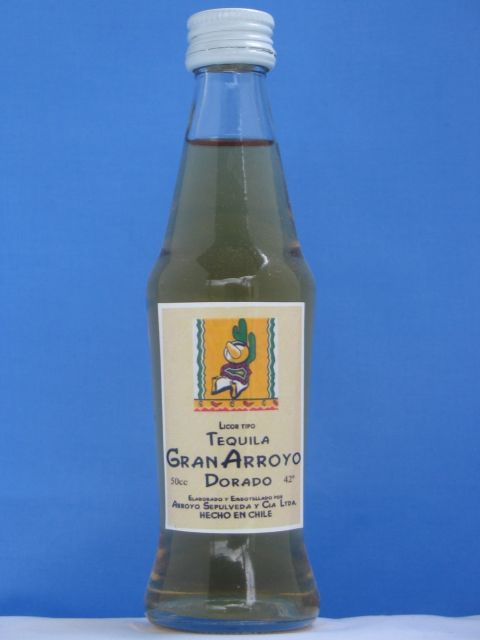 LICOR TIPO
TEQUILA
GRAN ARROYO
50cc DORADO 42°
ELABORADO Y EMBOTELLADO POR
ARROYO SEPULVEDA Y CIA LTDA.
HECHO EN CHILE